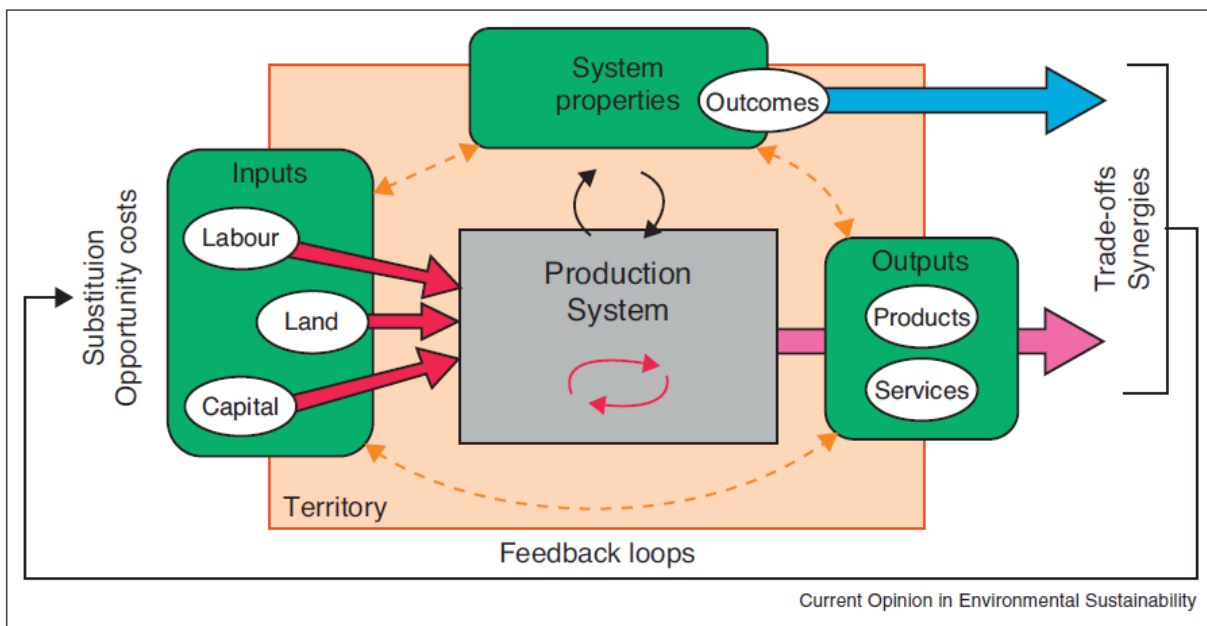 System
properties
Outcomes
Inputs
Labour
Land
Capital
Substituion
Opportunity costs
Production
System
Outputs
Products
Services
Trade-offs
Synergies
Territory
Feedback loops
Current Opinion in Environmental Sustainability